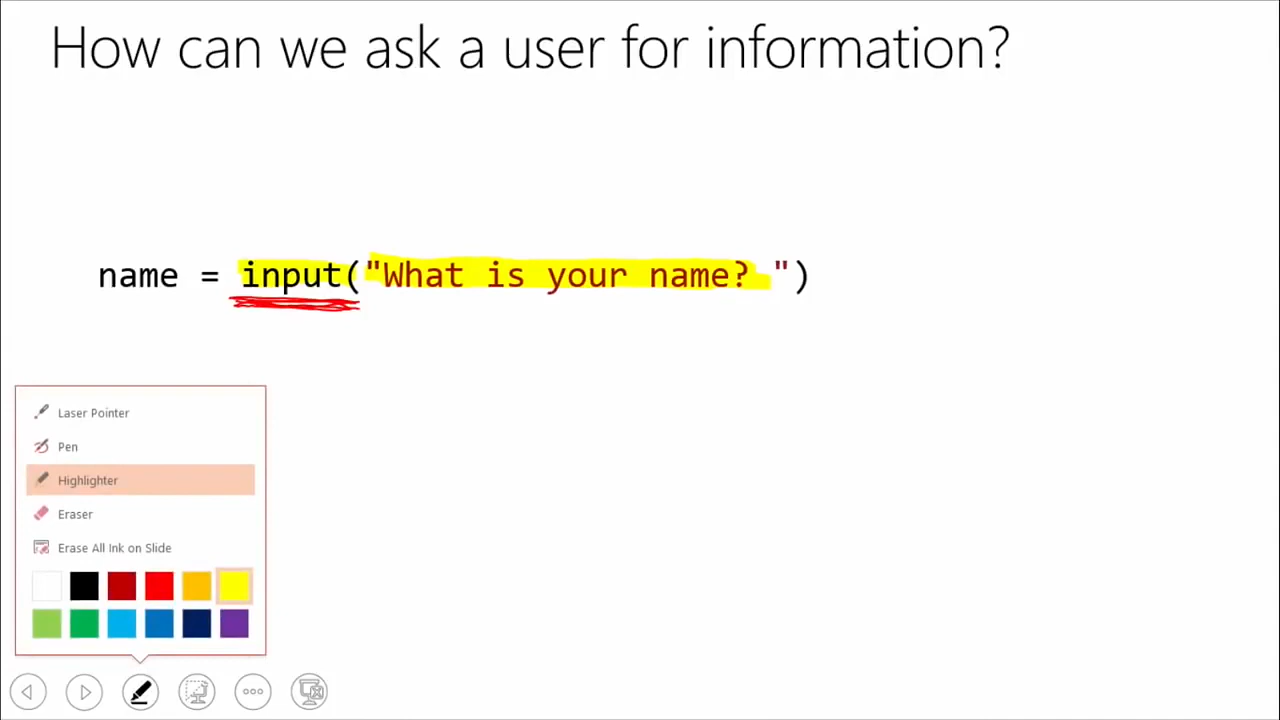 How can we ask a user for information?
name = input("What is your name? ")
Laser Pointer
Pen
Highlighter
Eraser
Erase All Ink on Slide